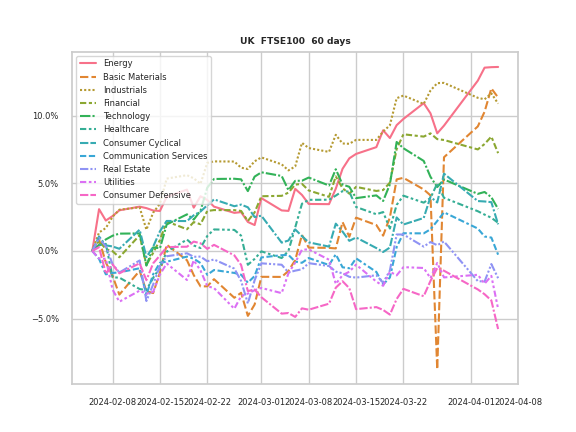 UK  FTSE100  60 days
Energy
Basic Materials
Industrials
Financial
Technology
Healthcare
Consumer Cyclical
Communication Services
Real Estate
Utilities
Consumer Defensive
10.0%
5.0%
0.0%
−5.0%
2024-02-08 2024-02-15 2024-02-22 2024-03-01 2024-03-08 2024-03-15 2024-03-22 2024-04-01 2024-04-08